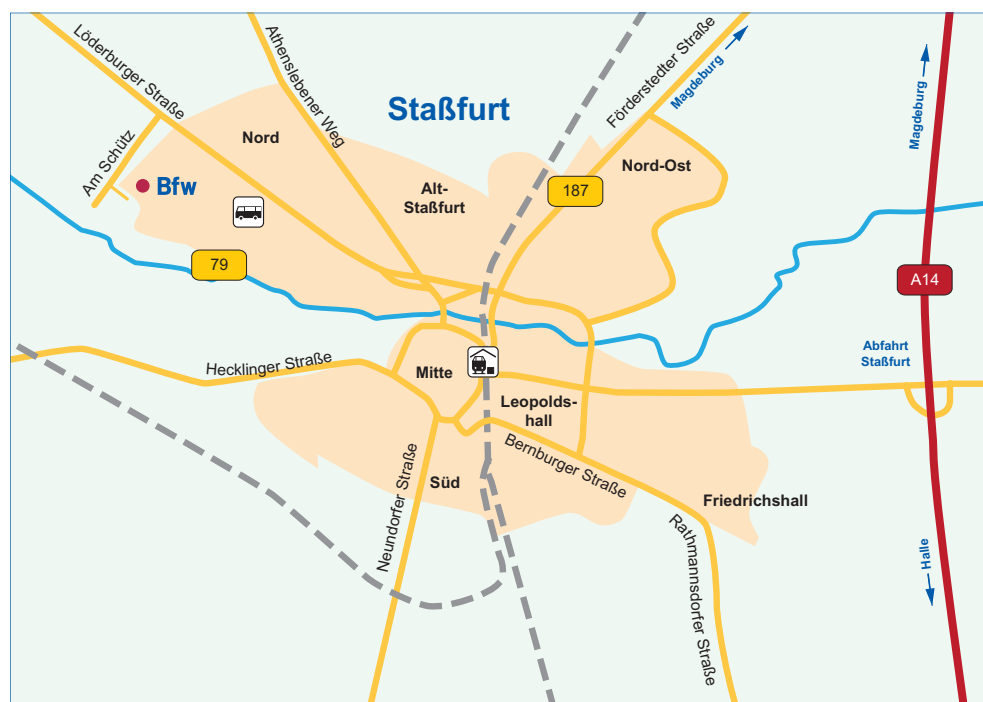 Löderburger Straße
Athenslebener Weg
Förderstedter Straße
Magdeburg
Magdeburg
Staßfurt
Nord
Nord-Ost
Am Schütz
Bfw
Alt-
Staßfurt
187
79
A14
Abfahrt
Staßfurt
Hecklinger Straße
Mitte
Leopolds-
hall
Bernburger Straße
Süd
Neundorfer Straße
Friedrichshall
Rathmannsdorfer Straße
Halle